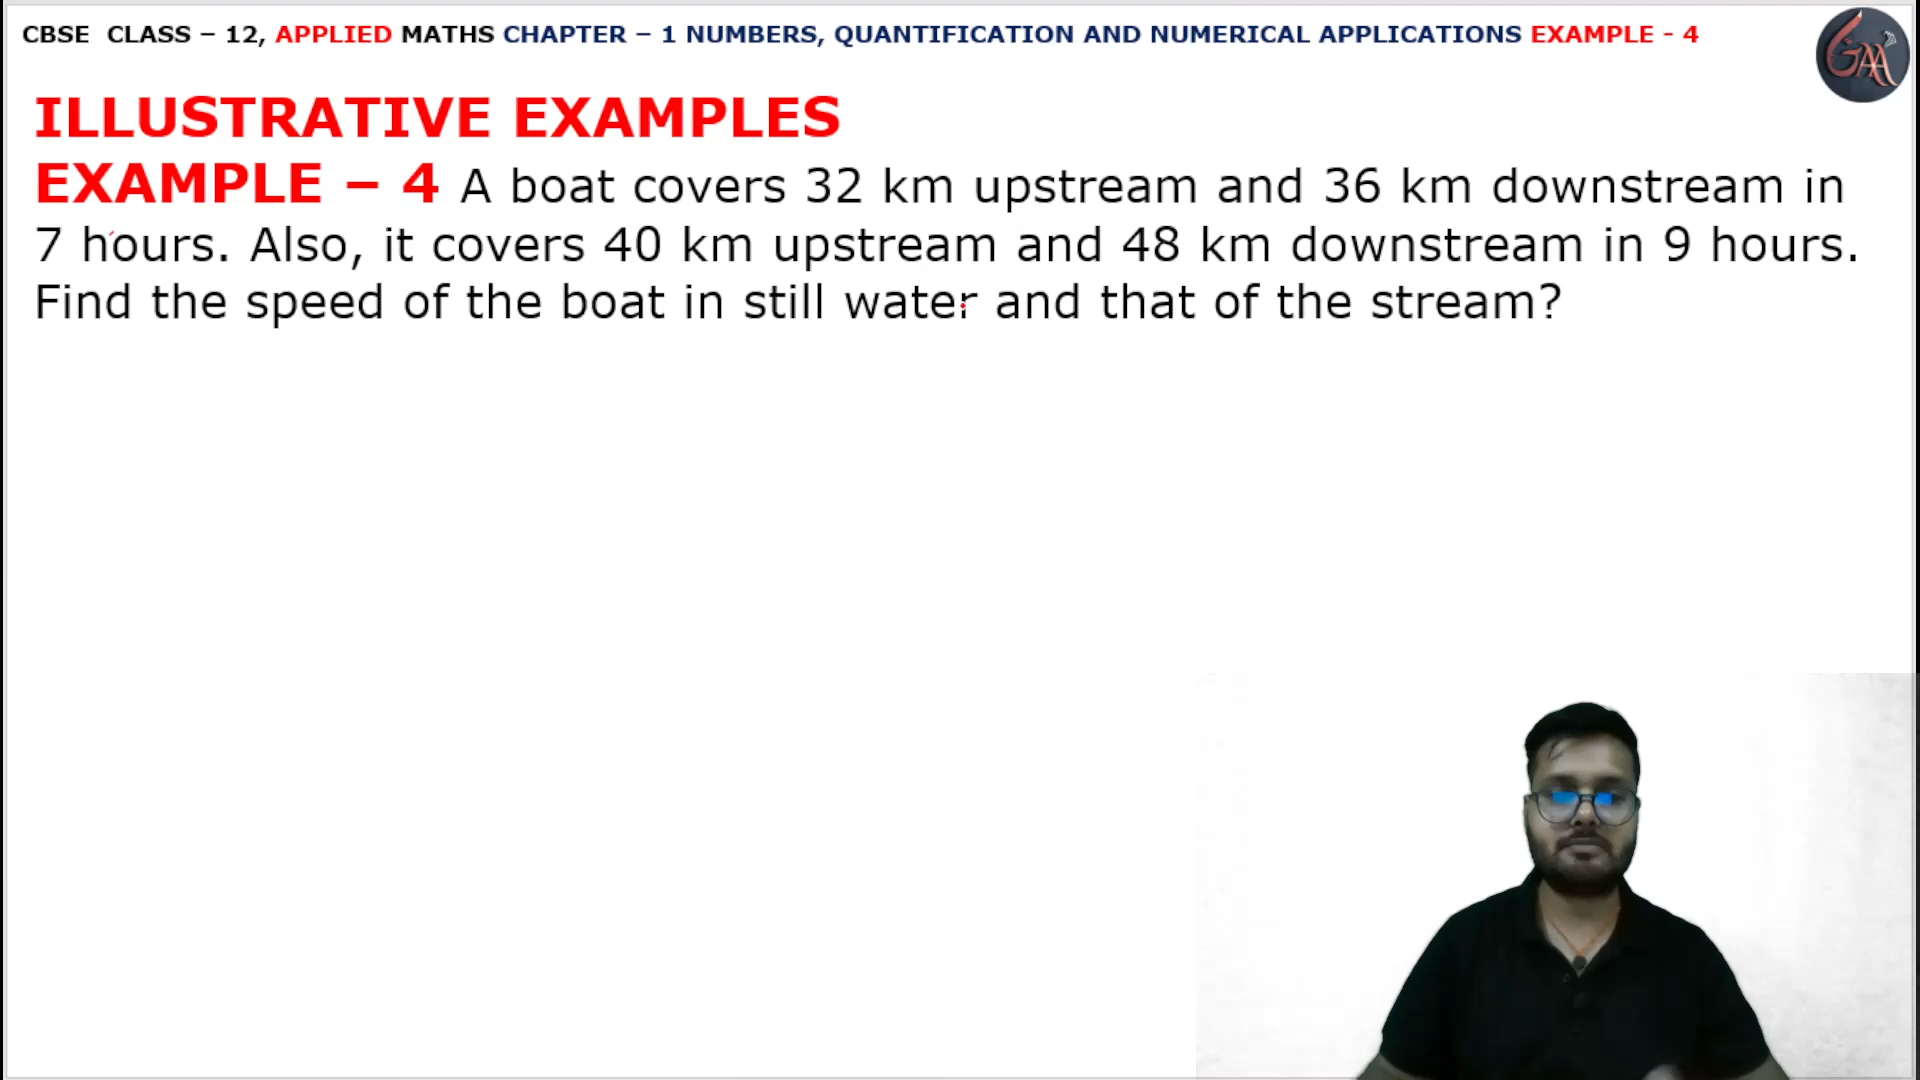 CBSE CLASS – 12, APPLIED MATHS CHAPTER – 1 NUMBERS, QUANTIFICATION AND NUMERICAL APPLICATIONS EXAMPLE - 4
GAA
ILLUSTRATIVE EXAMPLES
EXAMPLE – 4 A boat covers 32 km upstream and 36 km downstream in
7 hours. Also, it covers 40 km upstream and 48 km downstream in 9 hours.
Find the speed of the boat in still water and that of the stream?